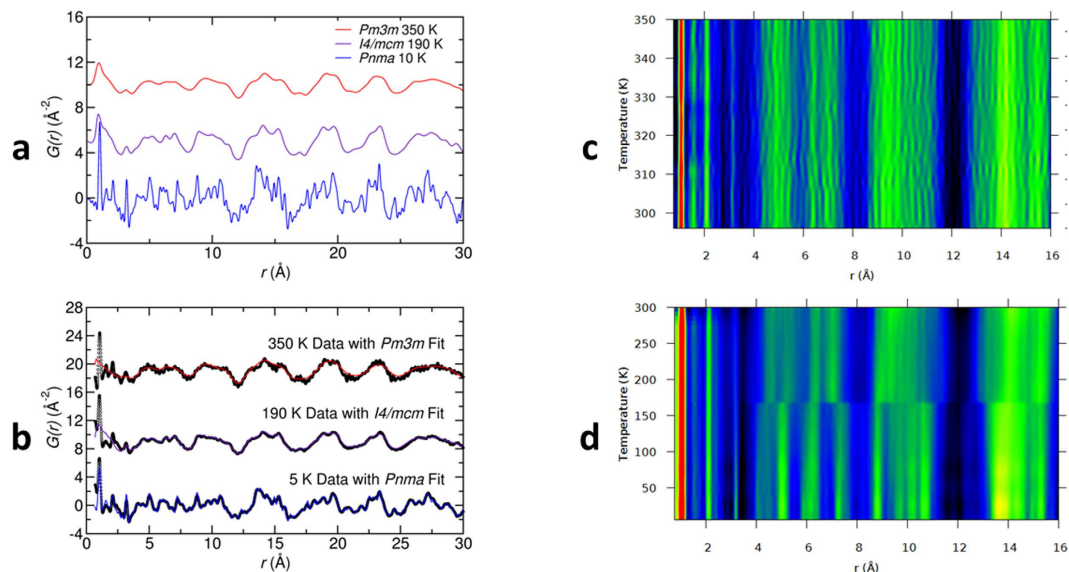 a
16
12
8
4
0
-4
G(r) (Å⁻²)
Pm3m 350 K
I4/mcm 190 K
Pnma 10 K
0 5 10 15 20 25 30
r (Å)
b
28
24
20
16
12
8
4
0
-4
G(r) (Å⁻²)
350 K Data with Pm3m Fit
190 K Data with I4/mcm Fit
5 K Data with Pnma Fit
0 5 10 15 20 25 30
r (Å)
c
350
340
330
320
310
300
Temperature (K)
2 4 6 8 10 12 14 16
r (Å)
d
300
250
200
150
100
50
Temperature (K)
2 4 6 8 10 12 14 16
r (Å)